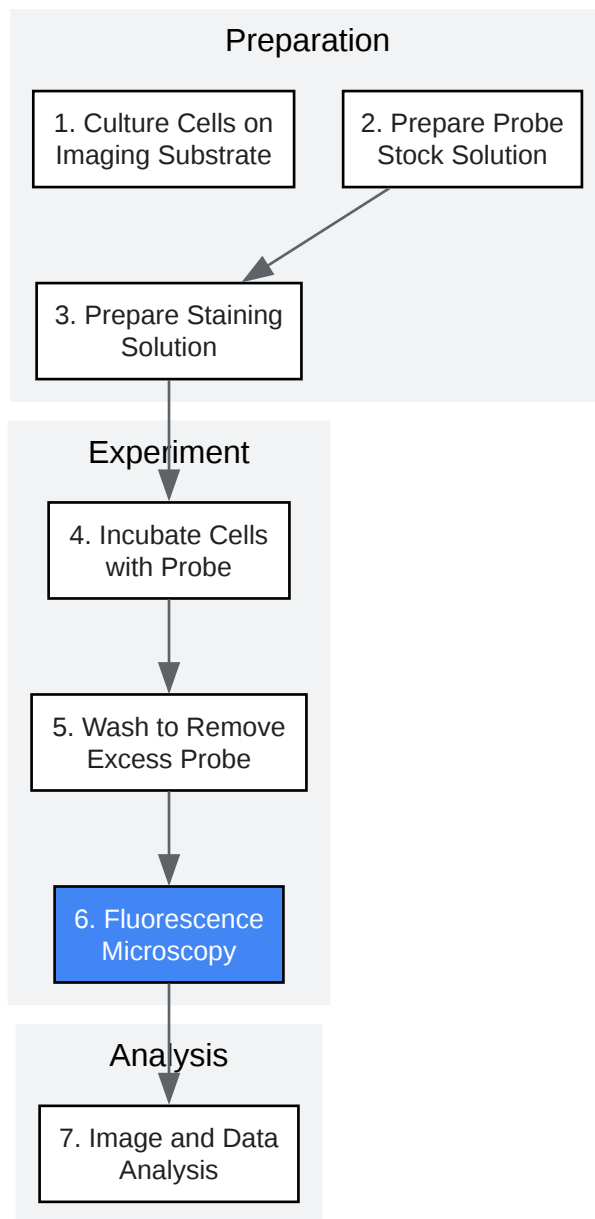 Preparation
1. Culture Cells on
Imaging Substrate
2. Prepare Probe
Stock Solution
3. Prepare Staining
Solution
Experiment
4. Incubate Cells
with Probe
5. Wash to Remove
Excess Probe
6. Fluorescence
Microscopy
Analysis
7. Image and Data
Analysis